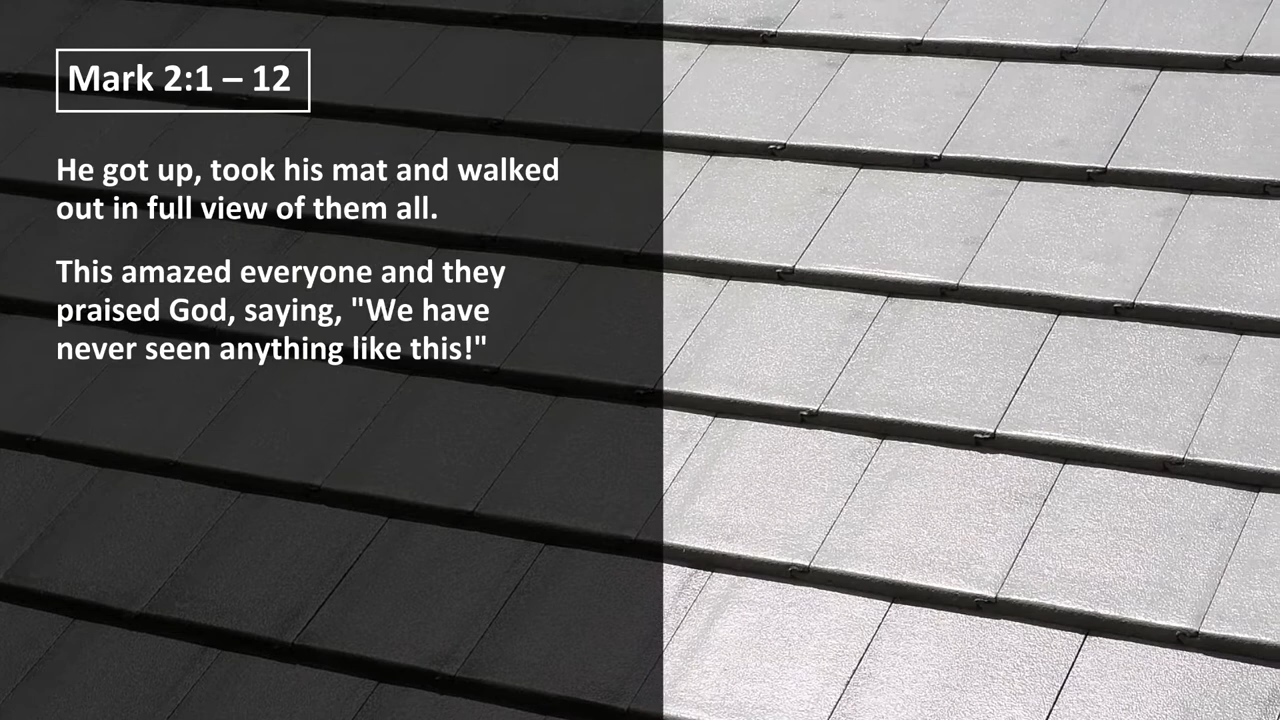 Mark 2:1 – 12
He got up, took his mat and walked
out in full view of them all.
This amazed everyone and they
praised God, saying, "We have
never seen anything like this!"